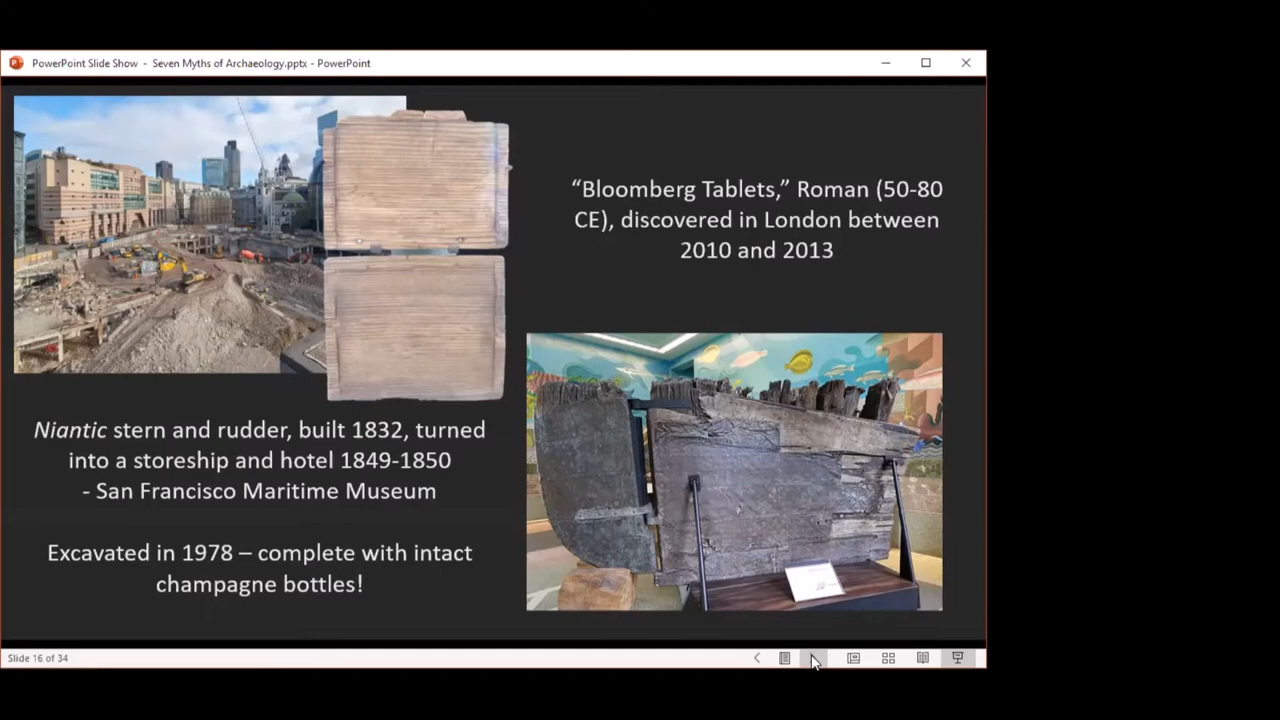 PowerPoint Slide Show - Seven Myths of Archaeology.pptx - PowerPoint
“Bloomberg Tablets,” Roman (50-80
CE), discovered in London between
2010 and 2013
Niantic stern and rudder, built 1832, turned
into a storeship and hotel 1849-1850
- San Francisco Maritime Museum
Excavated in 1978 – complete with intact
champagne bottles!
Slide 16 of 34